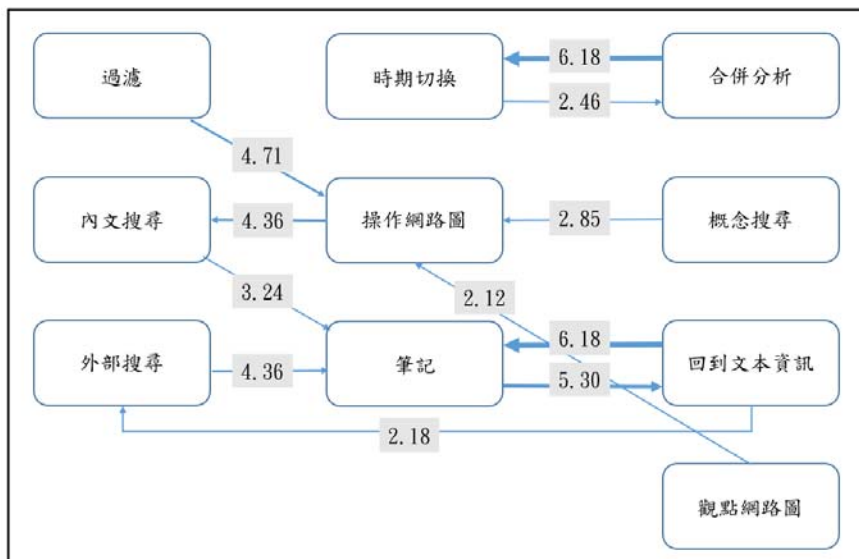 過濾
時期切換
6.18
2.46
合併分析
4.71
內文搜尋
4.36
操作網路圖
2.85
概念搜尋
3.24
2.12
外部搜尋
4.36
筆記
6.18
5.30
回到文本資訊
2.18
觀點網路圖